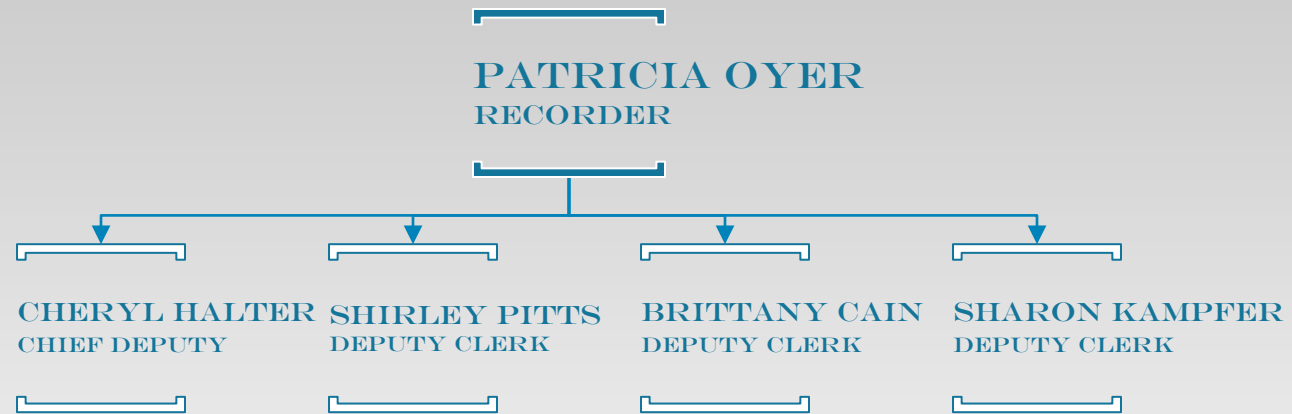 PATRICIA OYER
RECORDER
CHERYL HALTER
CHIEF DEPUTY
SHIRLEY PITTS
DEPUTY CLERK
BRITTANY CAIN
DEPUTY CLERK
SHARON KAMPFER
DEPUTY CLERK